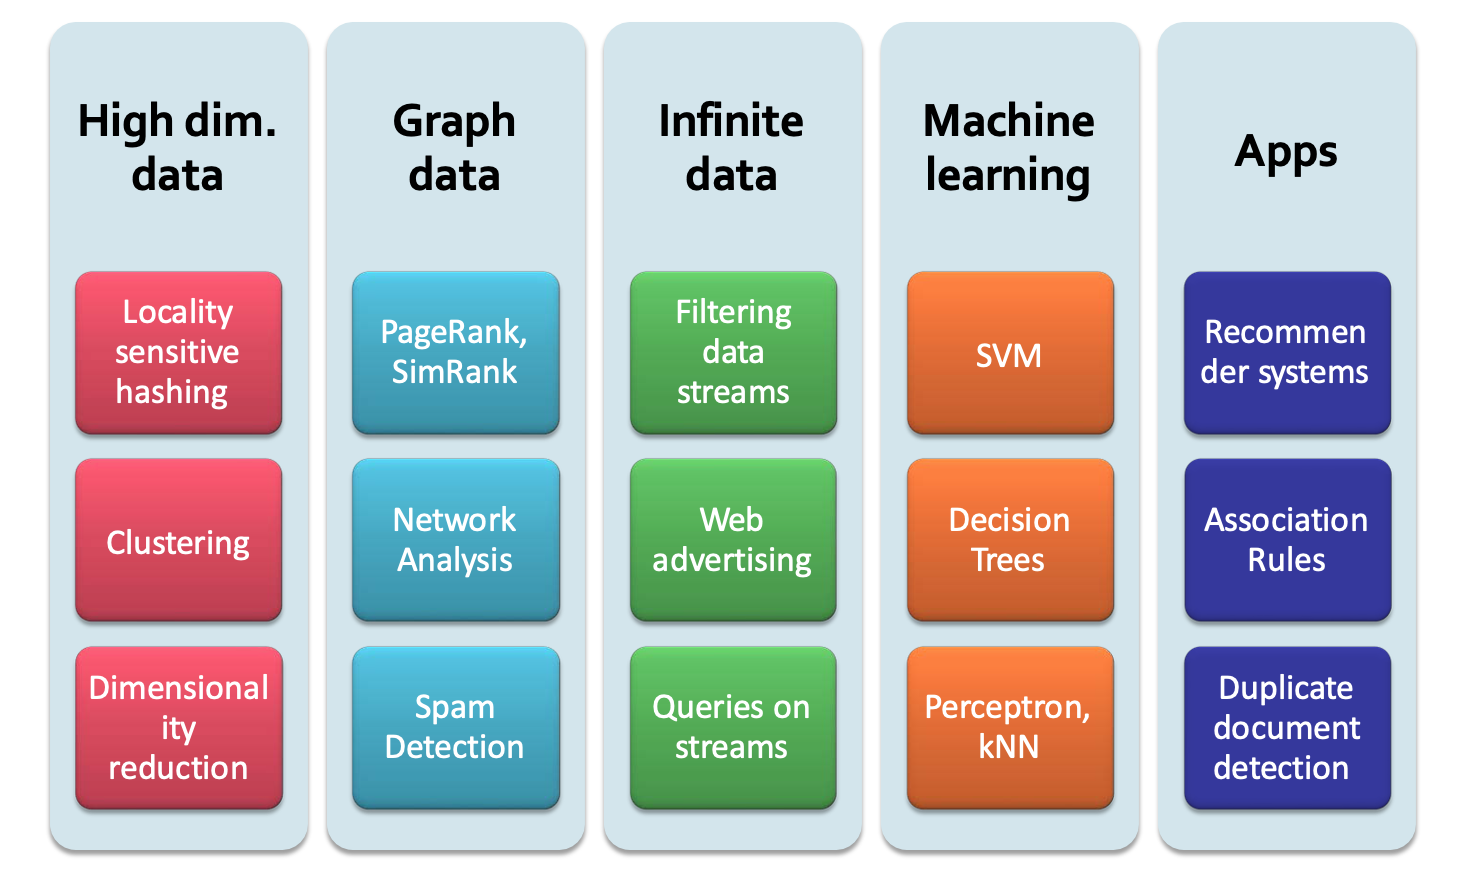 High dim.
data
Locality
sensitive
hashing
Clustering
Dimensional
ity
reduction
Graph
data
PageRank,
SimRank
Network
Analysis
Spam
Detection
Infinite
data
Filtering
data
streams
Web
advertising
Queries on
streams
Machine
learning
SVM
Decision
Trees
Perceptron,
kNN
Apps
Recommen
der systems
Association
Rules
Duplicate
document
detection